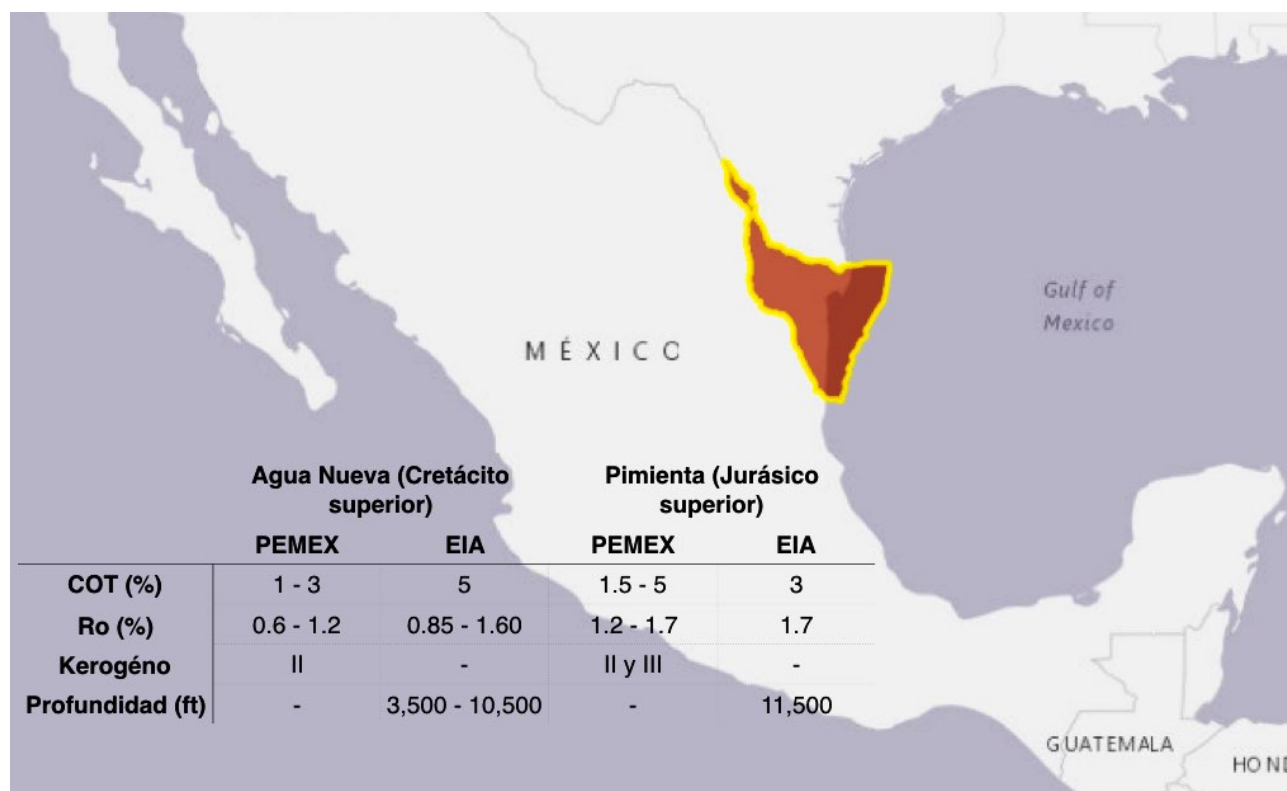 Gulf of
Mexico
MÉXICO
Agua Nueva (Cretácito superior) Pimienta (Jurásico superior)
PEMEX EIA PEMEX EIA
COT (%) 1 - 3 5 1.5 - 5 3
Ro (%) 0.6 - 1.2 0.85 - 1.60 1.2 - 1.7 1.7
Kerogéno II - II y III -
Profundidad (ft) - 3,500 - 10,500 - 11,500
GUATEMALA
HOND